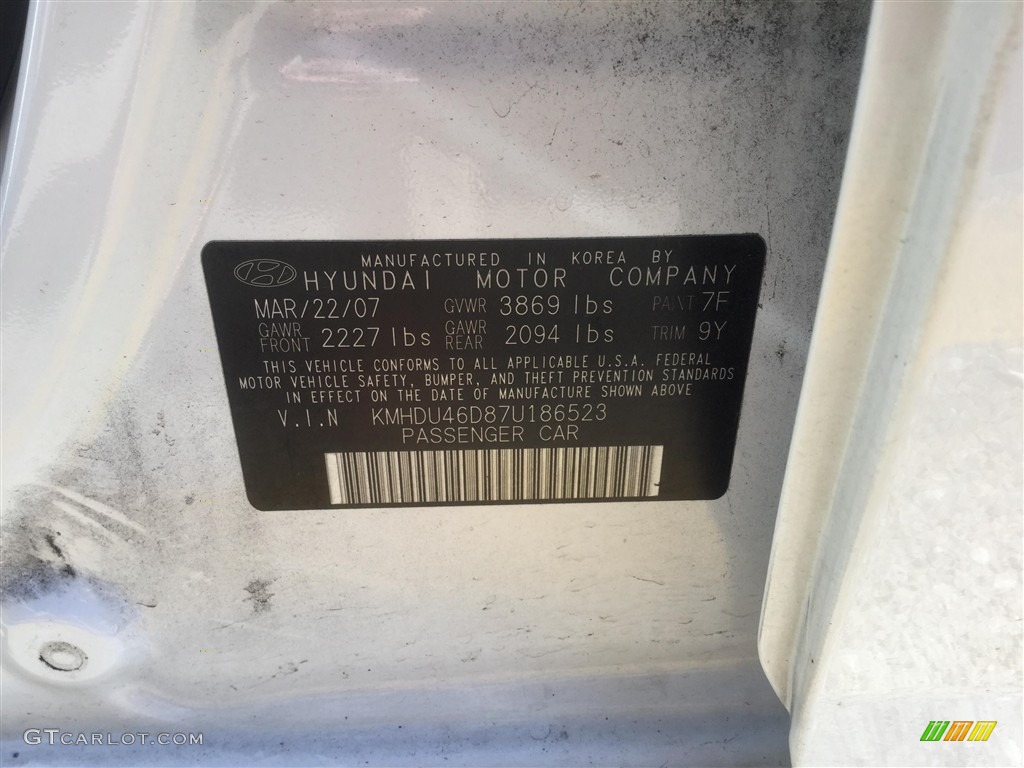 MANUFACTURED IN KOREA BY
HYUNDAI MOTOR COMPANY
MAR/22/07 GVWR 3869 lbs PAINT 7F
GAWR FRONT 2227 lbs GAWR REAR 2094 lbs TRIM 9Y
THIS VEHICLE CONFORMS TO ALL APPLICABLE U.S.A. FEDERAL
MOTOR VEHICLE SAFETY, BUMPER, AND THEFT PREVENTION STANDARDS
IN EFFECT ON THE DATE OF MANUFACTURE SHOWN ABOVE
V.I.N KMHDU46D87U186523
PASSENGER CAR
GTCARLOT.COM